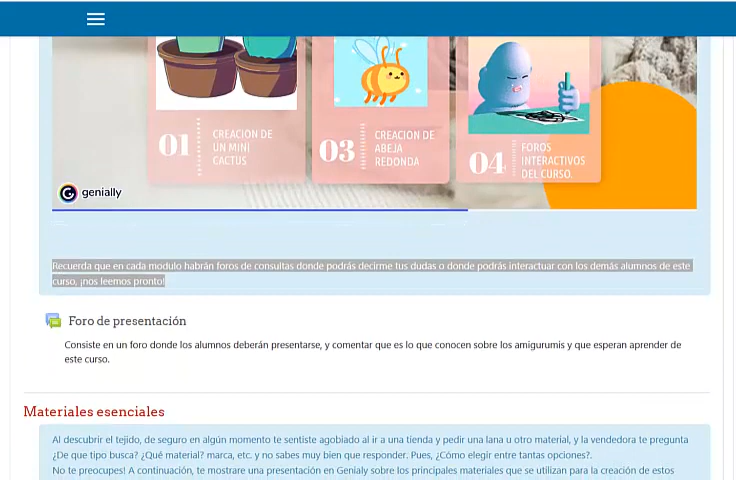 01
CREACION DE
UN MINI
CACTUS
03
CREACION DE
ABEJA
REDONDA
04
FOROS
INTERACTIVOS
DEL CURSO.
genially
Recuerda que en cada modulo habrán foros de consultas donde podrás decirme tus dudas o donde podrás interactuar con los demás alumnos de este
curso, ¡nos leemos pronto!
Foro de presentación
Consiste en un foro donde los alumnos deberán presentarse, y comentar que es lo que conocen sobre los amigurumis y que esperan aprender de
este curso.
Materiales esenciales
Al descubrir el tejido, de seguro en algún momento te sentiste agobiado al ir a una tienda y pedir una lana u otro material, y la vendedora te pregunta
¿De que tipo busca? ¿Qué material? marca, etc. y no sabes muy bien que responder. Pues, ¿Cómo elegir entre tantas opciones?.
No te preocupes! A continuación, te mostrare una presentación en Genialy sobre los principales materiales que se utilizan para la creación de estos